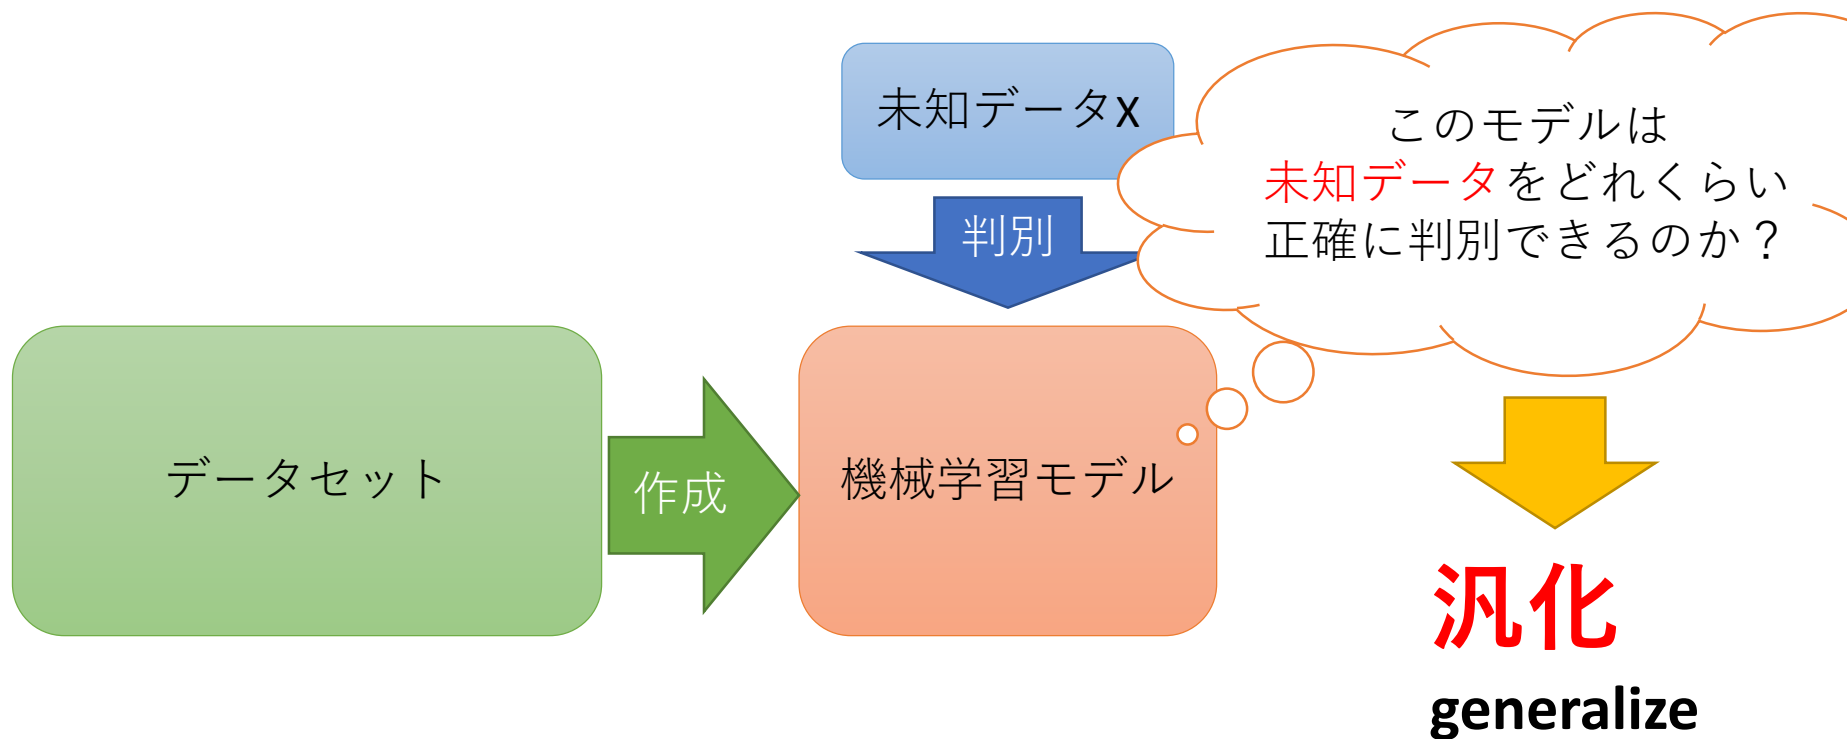 未知データX
このモデルは
未知データをどれくらい
正確に判別できるのか？
判別
データセット
作成
機械学習モデル
汎化
generalize